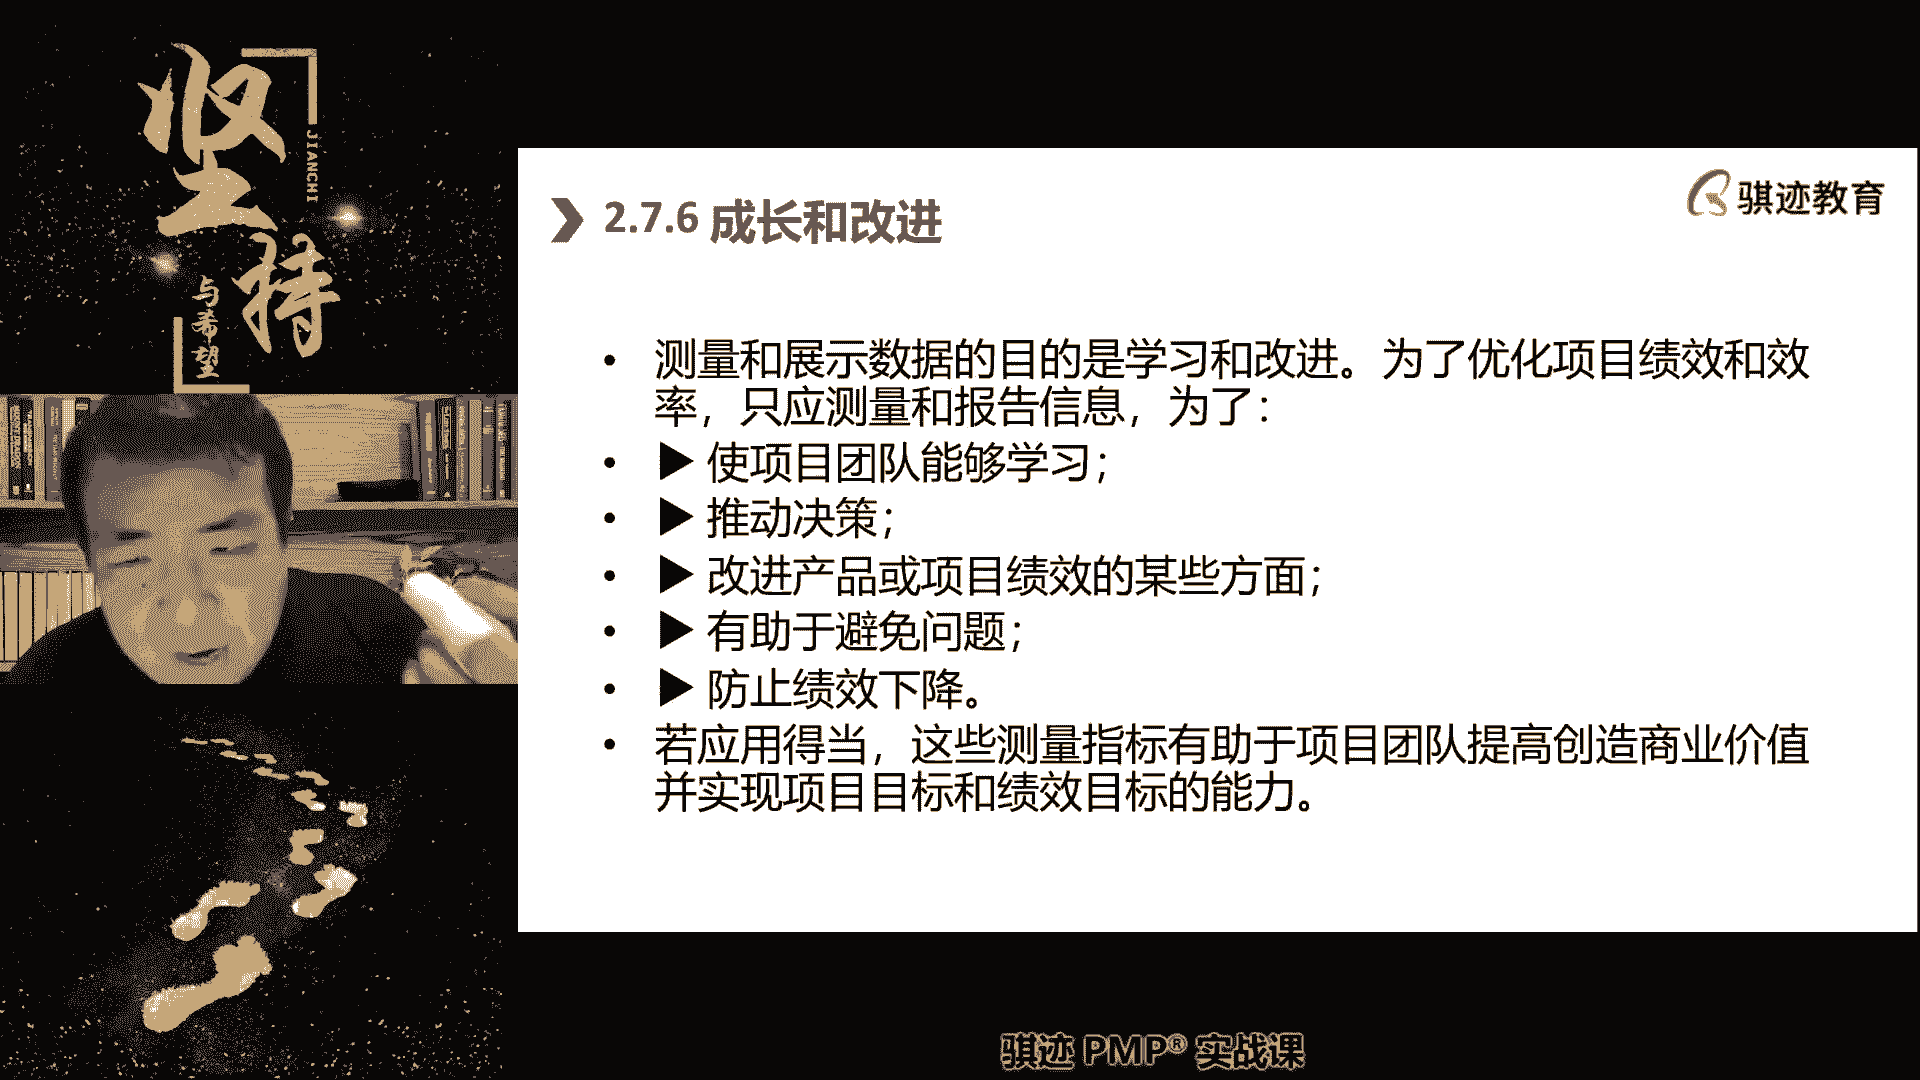 坚持
JIANCHI
与希望
骐迹教育
2.7.6 成长和改进
• 测量和展示数据的目的是学习和改进。为了优化项目绩效和效
率，只应测量和报告信息，为了：
• ▶ 使项目团队能够学习；
• ▶ 推动决策；
• ▶ 改进产品或项目绩效的某些方面；
• ▶ 有助于避免问题；
• ▶ 防止绩效下降。
• 若应用得当，这些测量指标有助于项目团队提高创造商业价值
并实现项目目标和绩效目标的能力。
骐迹 PMP® 实战课